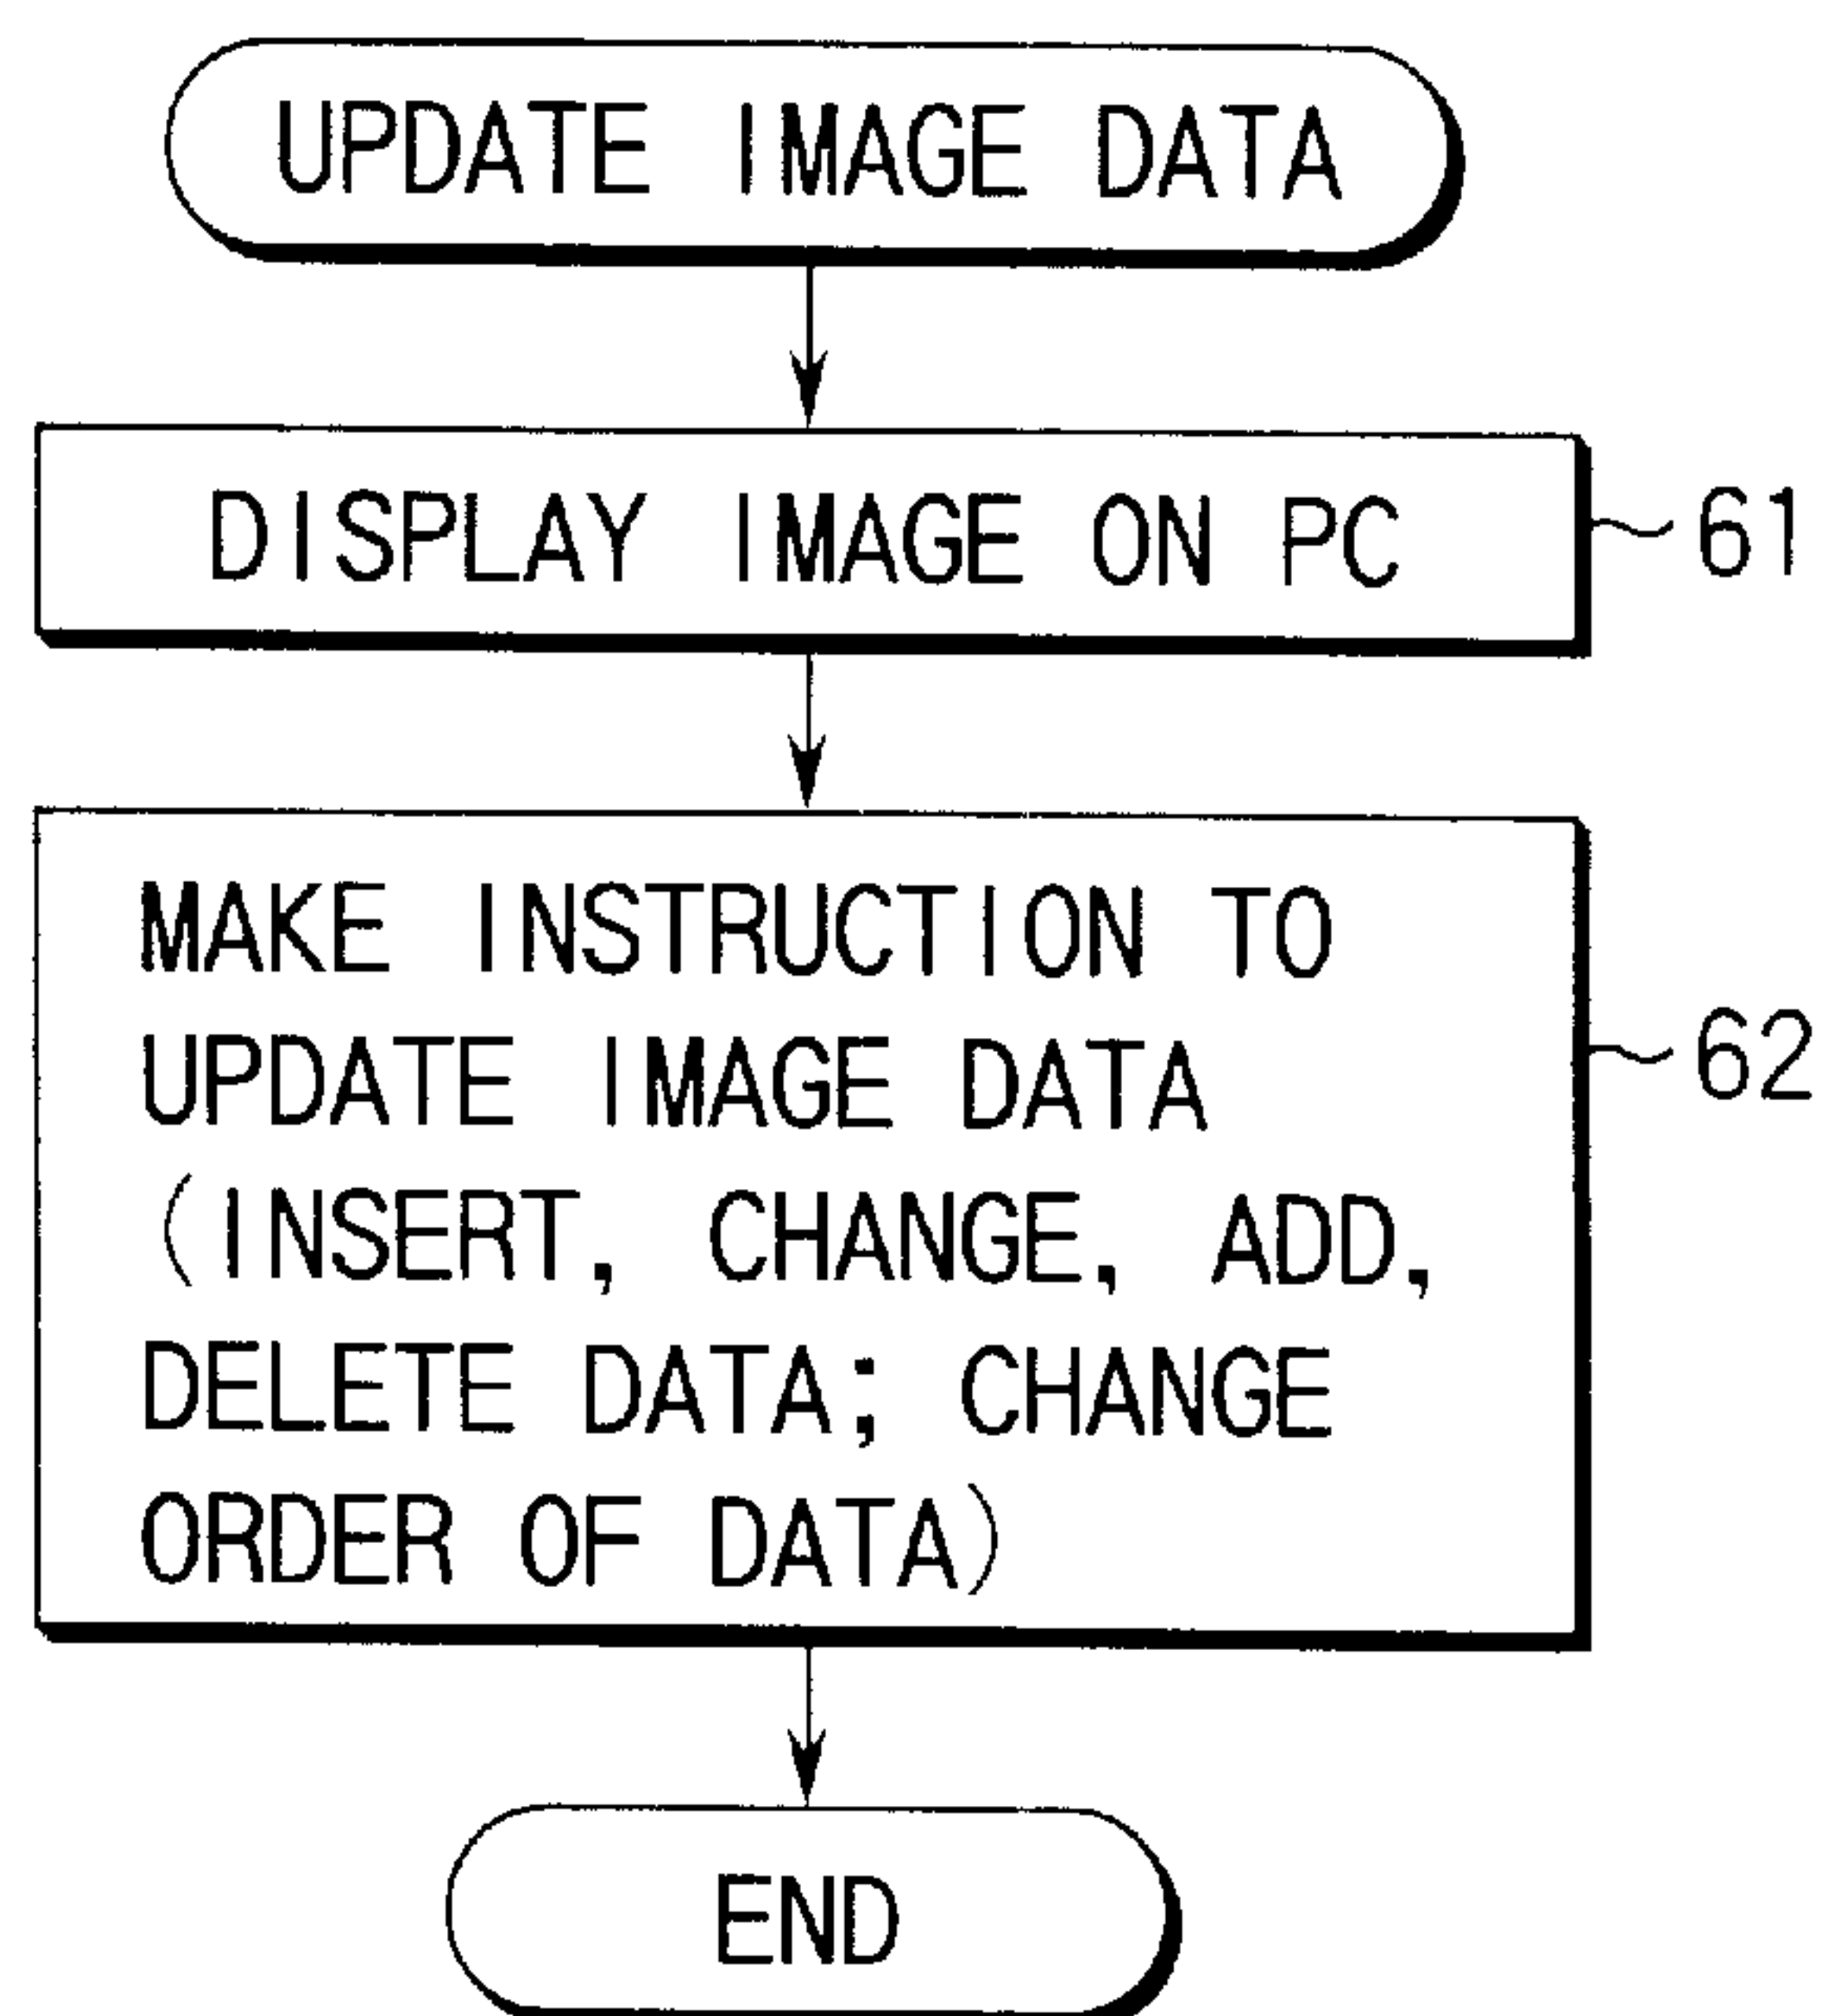 UPDATE IMAGE DATA
DISPLAY IMAGE ON PC
61
MAKE INSTRUCTION TO
UPDATE IMAGE DATA
62
(INSERT, CHANGE, ADD,
DELETE DATA; CHANGE
ORDER OF DATA)
END